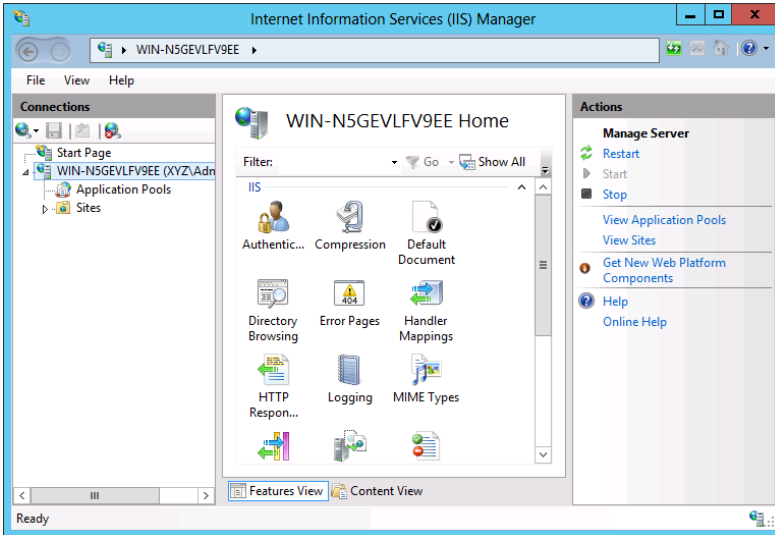 Internet Information Services (IIS) Manager
WIN-N5GEVLFV9EE
File View Help
Connections
Start Page
WIN-N5GEVLFV9EE (XYZ\Adn
Application Pools
Sites
WIN-N5GEVLFV9EE Home
Filter: Go Show All
IIS
Authentic... Compression Default
Document
Directory
Browsing
Error Pages
Handler
Mappings
404
HTTP
Respon...
Logging
MIME Types
Features View Content View
Actions
Manage Server
Restart
Start
Stop
View Application Pools
View Sites
Get New Web Platform
Components
Help
Online Help
Ready